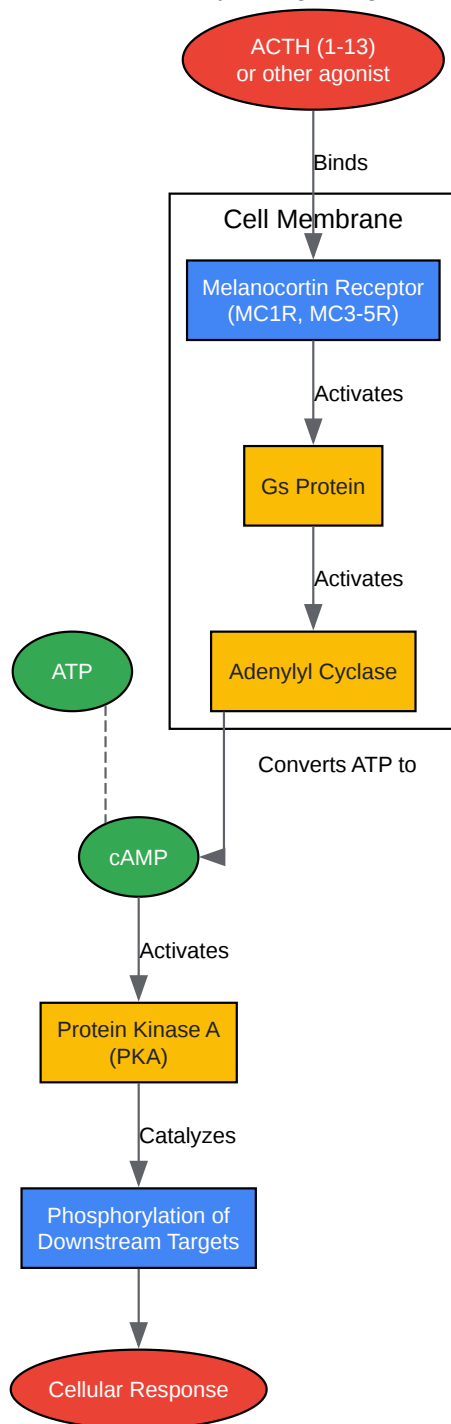 ACTH (1-13)
or other agonist
Binds
Cell Membrane
Melanocortin Receptor
(MC1R, MC3-5R)
Activates
Gs Protein
Activates
ATP
Adenylyl Cyclase
Converts ATP to
cAMP
Activates
Protein Kinase A
(PKA)
Catalyzes
Phosphorylation of
Downstream Targets
Cellular Response